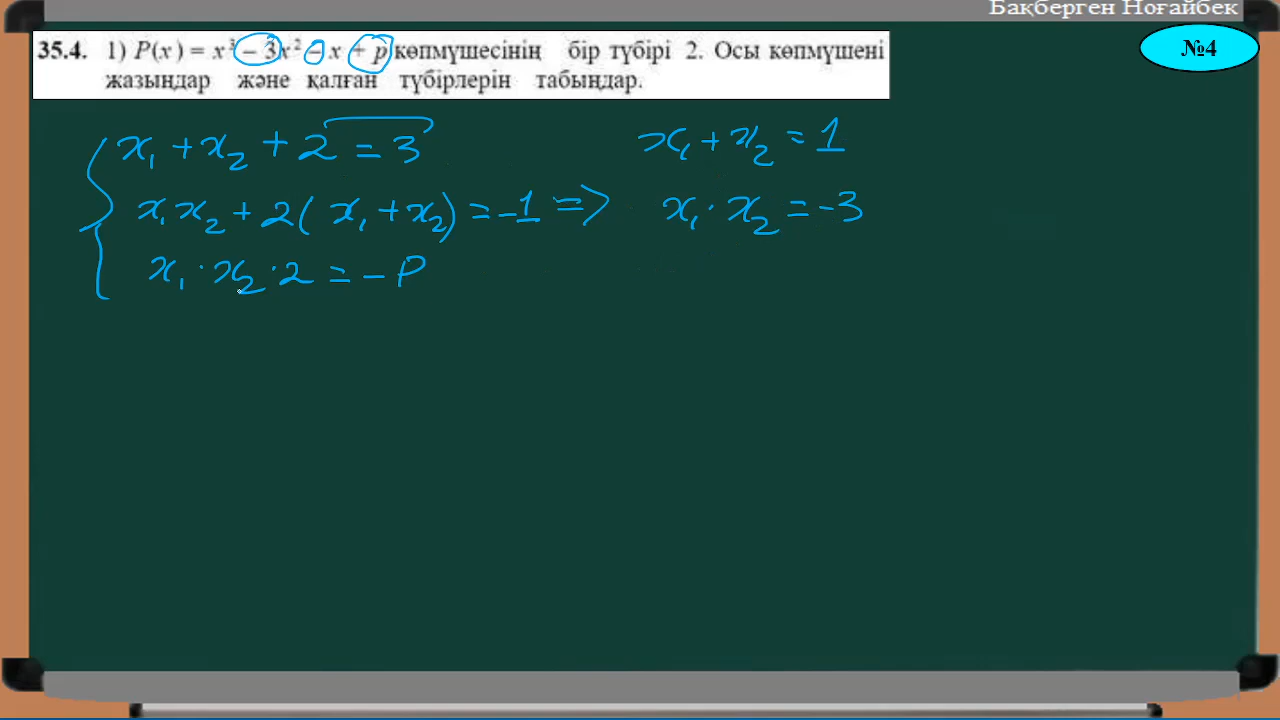 Бақберген Ноғайбек
№4
35.4. 1) P(x) = x³ – 3x² – x + p көпмүшесінің бір түбірі 2. Осы көпмүшені
жазыңдар және қалған түбірлерін табыңдар.
x₁ + x₂ + 2 = 3
x₁x₂ + 2(x₁ + x₂) = -1 ⇒
x₁ · x₂ · 2 = -P
x₁ + x₂ = 1
x₁ · x₂ = -3